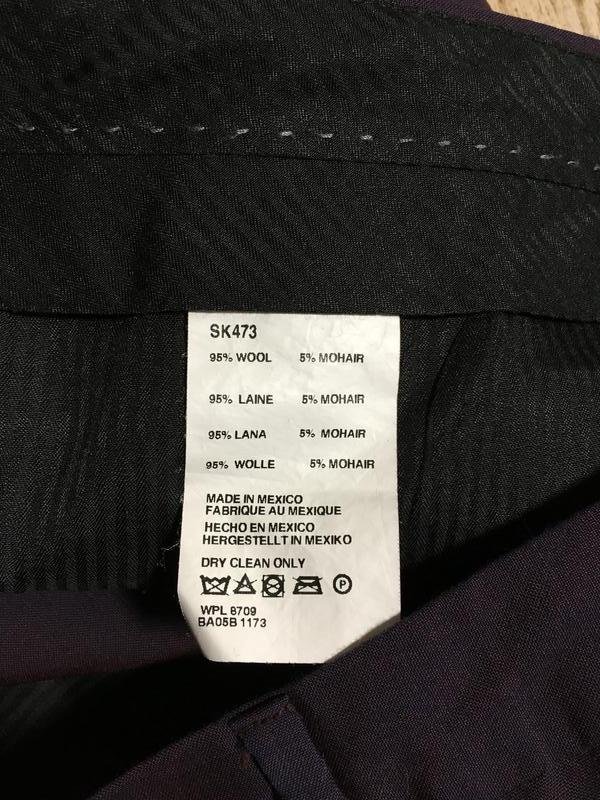 SK473
95% WOOL 5% MOHAIR
95% LAINE 5% MOHAIR
95% LANA 5% MOHAIR
95% WOLLE 5% MOHAIR
MADE IN MEXICO
FABRIQUE AU MEXIQUE
HECHO EN MEXICO
HERGESTELLT IN MEXIKO
DRY CLEAN ONLY
P
WPL 8709
BA05B 1173